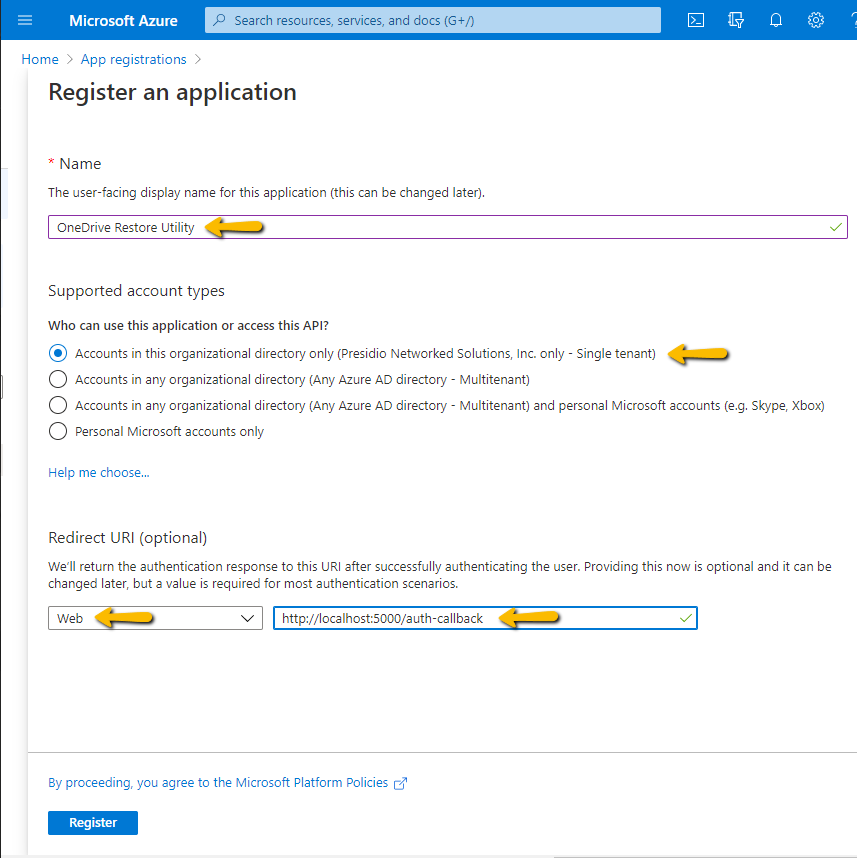 Microsoft Azure
Search resources, services, and docs (G+/)
Home > App registrations >
Register an application
* Name
The user-facing display name for this application (this can be changed later).
OneDrive Restore Utility
Supported account types
Who can use this application or access this API?
Accounts in this organizational directory only (Presidio Networked Solutions, Inc. only - Single tenant)
Accounts in any organizational directory (Any Azure AD directory - Multitenant)
Accounts in any organizational directory (Any Azure AD directory - Multitenant) and personal Microsoft accounts (e.g. Skype, Xbox)
Personal Microsoft accounts only
Help me choose...
Redirect URI (optional)
We'll return the authentication response to this URI after successfully authenticating the user. Providing this now is optional and it can be
changed later, but a value is required for most authentication scenarios.
Web
http://localhost:5000/auth-callback
By proceeding, you agree to the Microsoft Platform Policies
Register